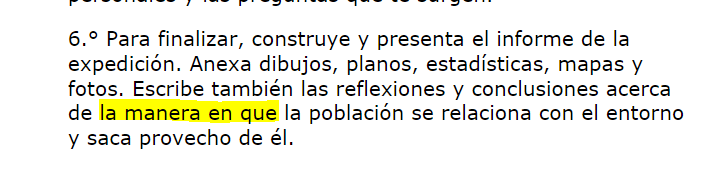 personales y las preguntas que te surgen.
6.° Para finalizar, construye y presenta el informe de la
expedición. Anexa dibujos, planos, estadísticas, mapas y
fotos. Escribe también las reflexiones y conclusiones acerca
de la manera en que la población se relaciona con el entorno
y saca provecho de él.